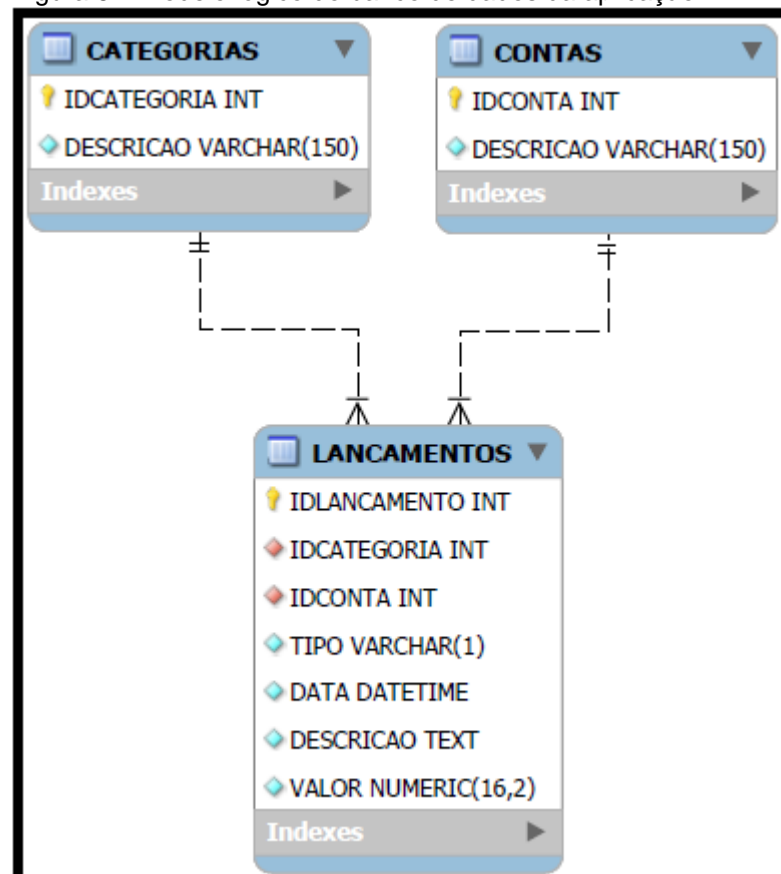 CATEGORIAS
IDCATEGORIA INT
DESCRICAO VARCHAR(150)
Indexes
CONTAS
IDCONTA INT
DESCRICAO VARCHAR(150)
Indexes
LANCAMENTOS
IDLANCAMENTO INT
IDCATEGORIA INT
IDCONTA INT
TIPO VARCHAR(1)
DATA DATETIME
DESCRICAO TEXT
VALOR NUMERIC(16,2)
Indexes